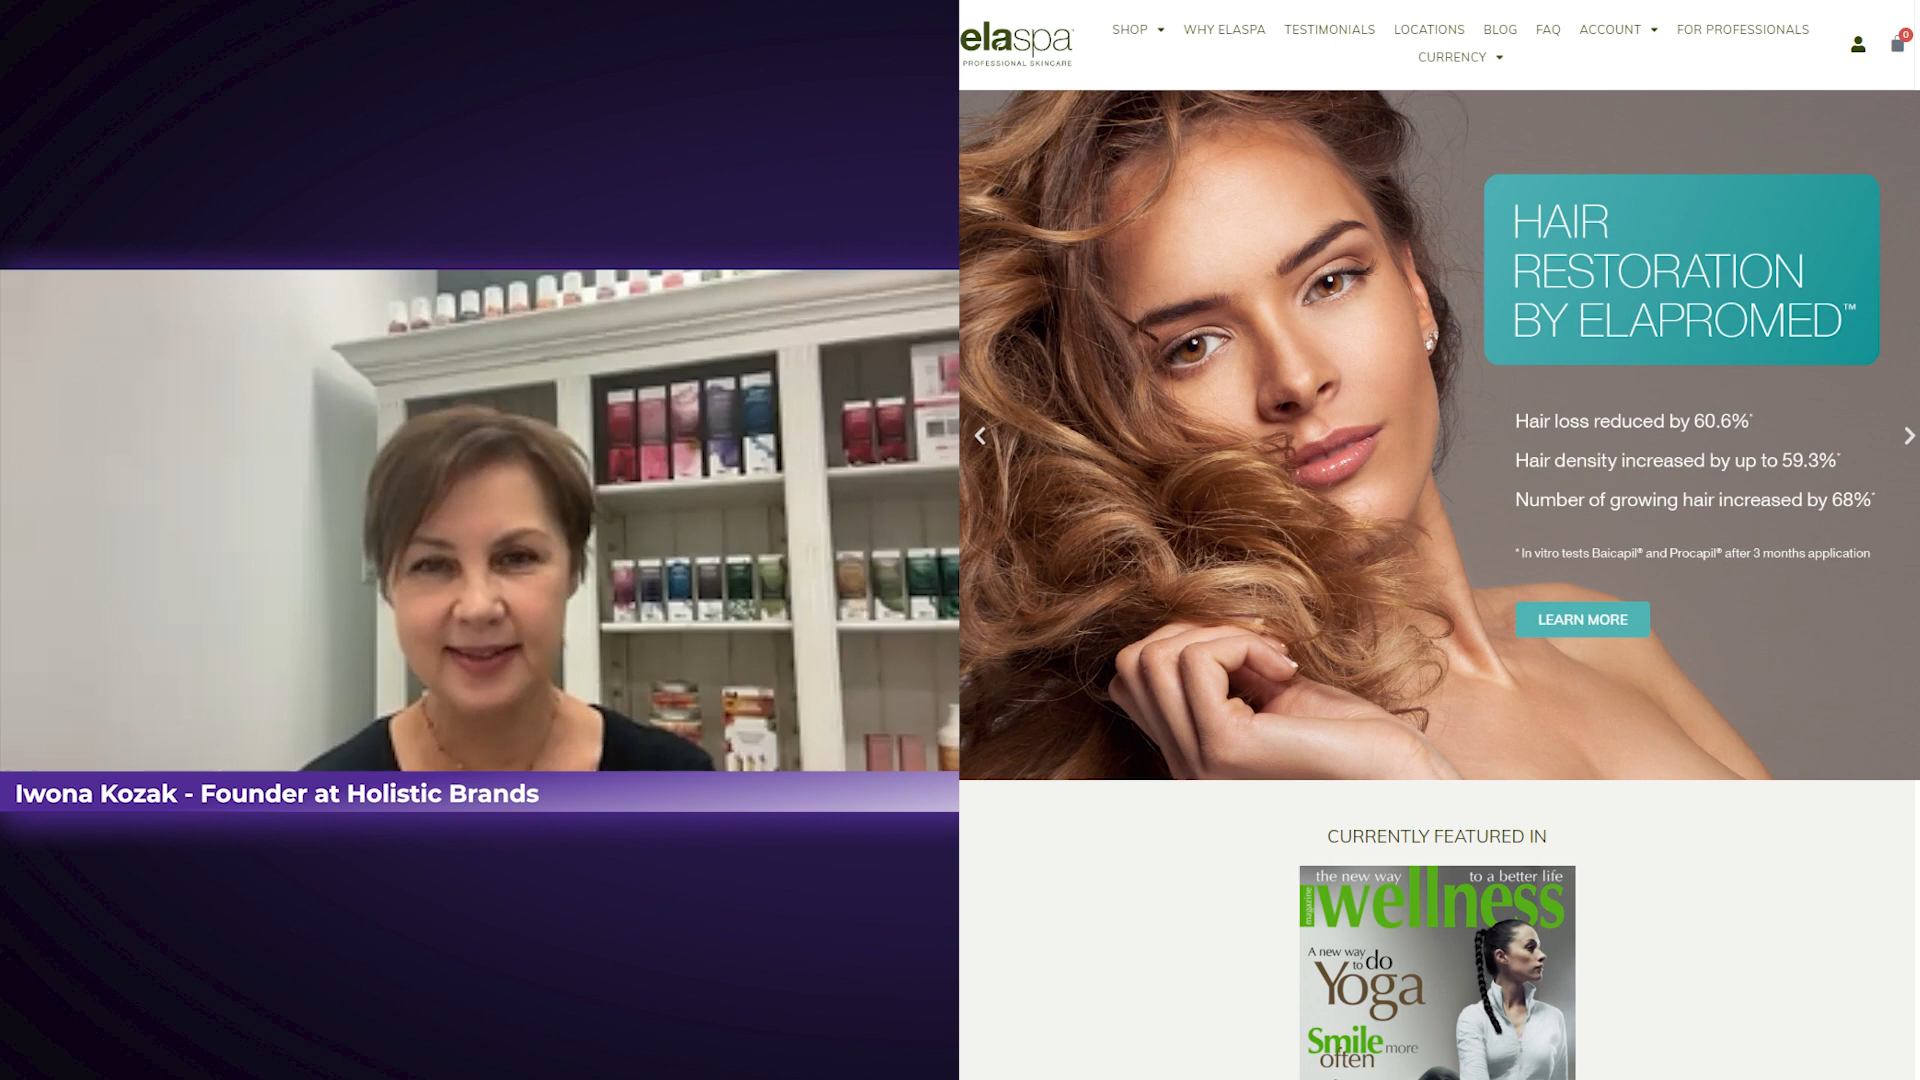 Iwona Kozak - Founder at Holistic Brands
elaspa
PROFESSIONAL SKINCARE
SHOP
WHY ELASPA
TESTIMONIALS
LOCATIONS
BLOG
FAQ
ACCOUNT
FOR PROFESSIONALS
CURRENCY
0
HAIR
RESTORATION
BY ELAPROMED™
Hair loss reduced by 60.6%*
Hair density increased by up to 59.3%*
Number of growing hair increased by 68%*
* In vitro tests Baicapil® and Procapil® after 3 months application
LEARN MORE
CURRENTLY FEATURED IN
the new way to a better life
magazine
wellness
A new way
to do
Yoga
Smile more
often